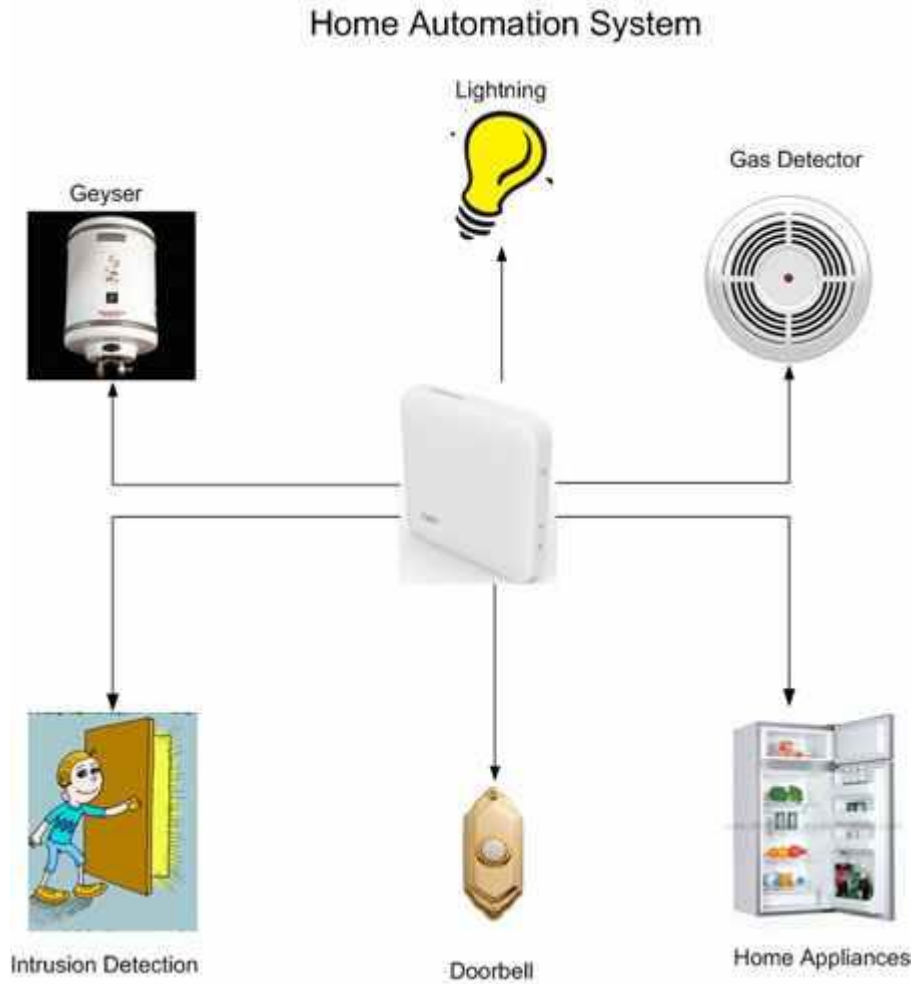 Home Automation System
Lightning
Gas Detector
Geyser
Intrusion Detection
Doorbell
Home Appliances